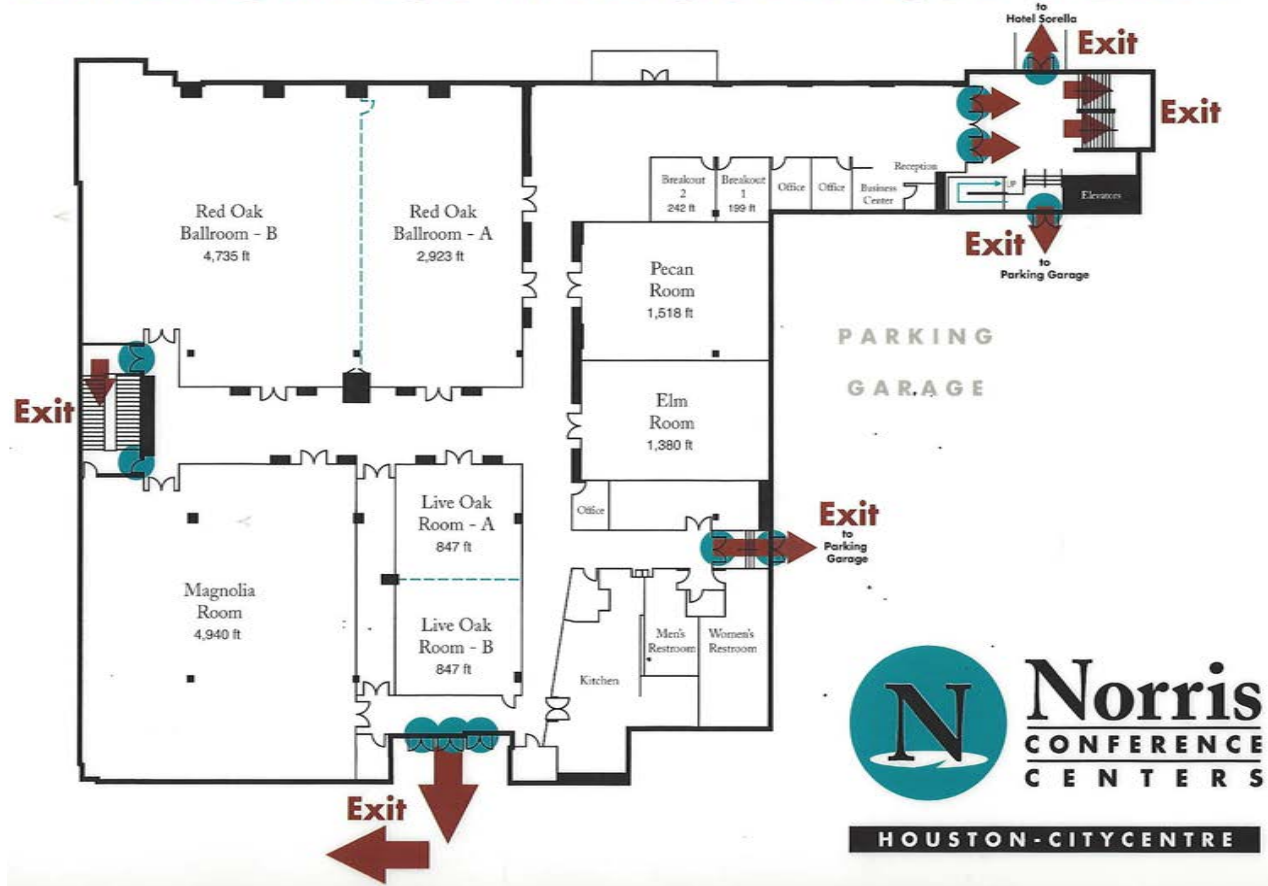 to
Hotel Sorella
Exit
Exit
Reception
Breakout
2
242 ft
Breakout
1
199 ft
Office
Office
Business
Center
UP
Elevators
Exit
to
Parking Garage
Red Oak
Ballroom - B
4,735 ft
Red Oak
Ballroom - A
2,923 ft
Pecan
Room
1,518 ft
PARKING
GARAGE
Exit
Elm
Room
1,380 ft
Live Oak
Room - A
847 ft
Office
Exit
to
Parking
Garage
Magnolia
Room
4,940 ft
Live Oak
Room - B
847 ft
Men's
Restroom
Women's
Restroom
Kitchen
Exit
N
Norris
CONFERENCE
CENTERS
HOUSTON-CITYCENTRE